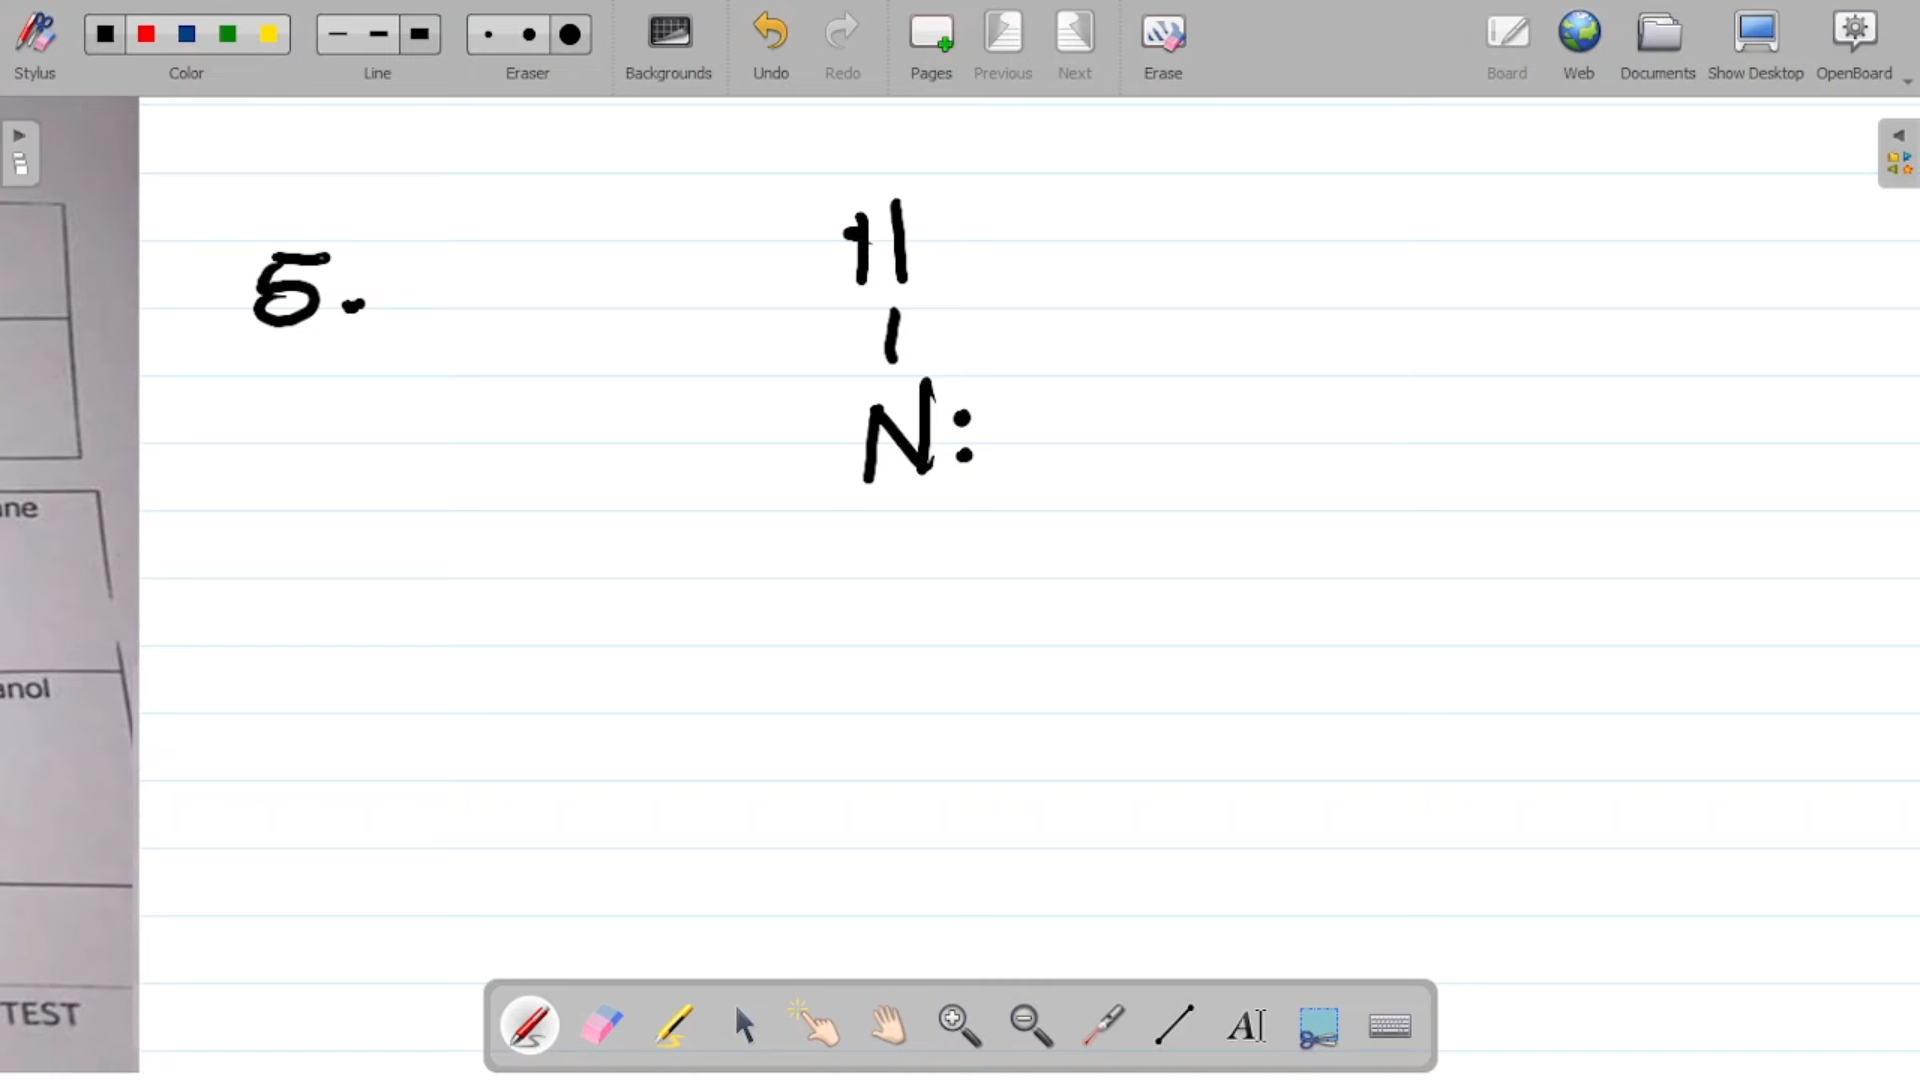 Stylus
Color
Line
Eraser
Backgrounds
Undo
Redo
Pages
Previous
Next
Erase
Board
Web
Documents
Show Desktop
OpenBoard
5.
H
N:
ne
anol
TEST
AI